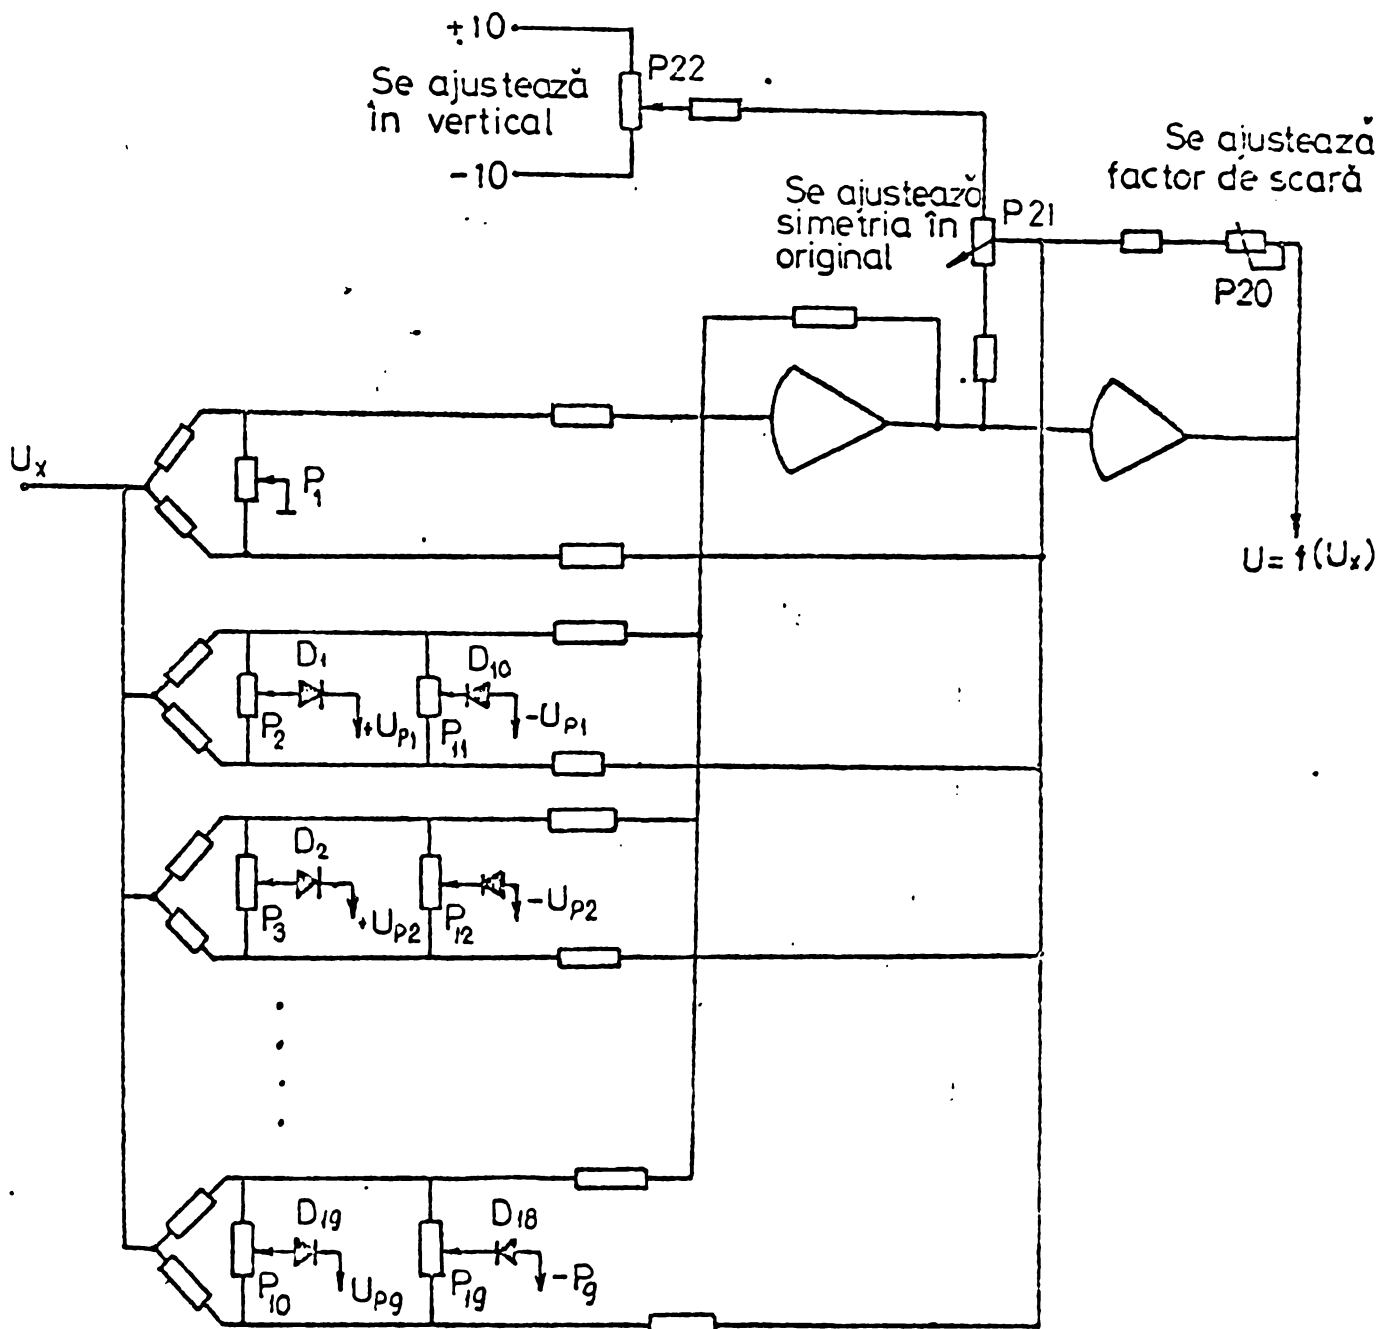 +10
Se ajustează
în vertical
P22
-10
Se ajustează
factor de scară
Se ajustează
simetria în
original
P21
P20
Ux
P1
U= f(Ux)
D1
D10
P2
+Up1
P11
-Up1
D2
P3
+Up2
P12
-Up2
D19
D18
P10
Up9
P19
-P9